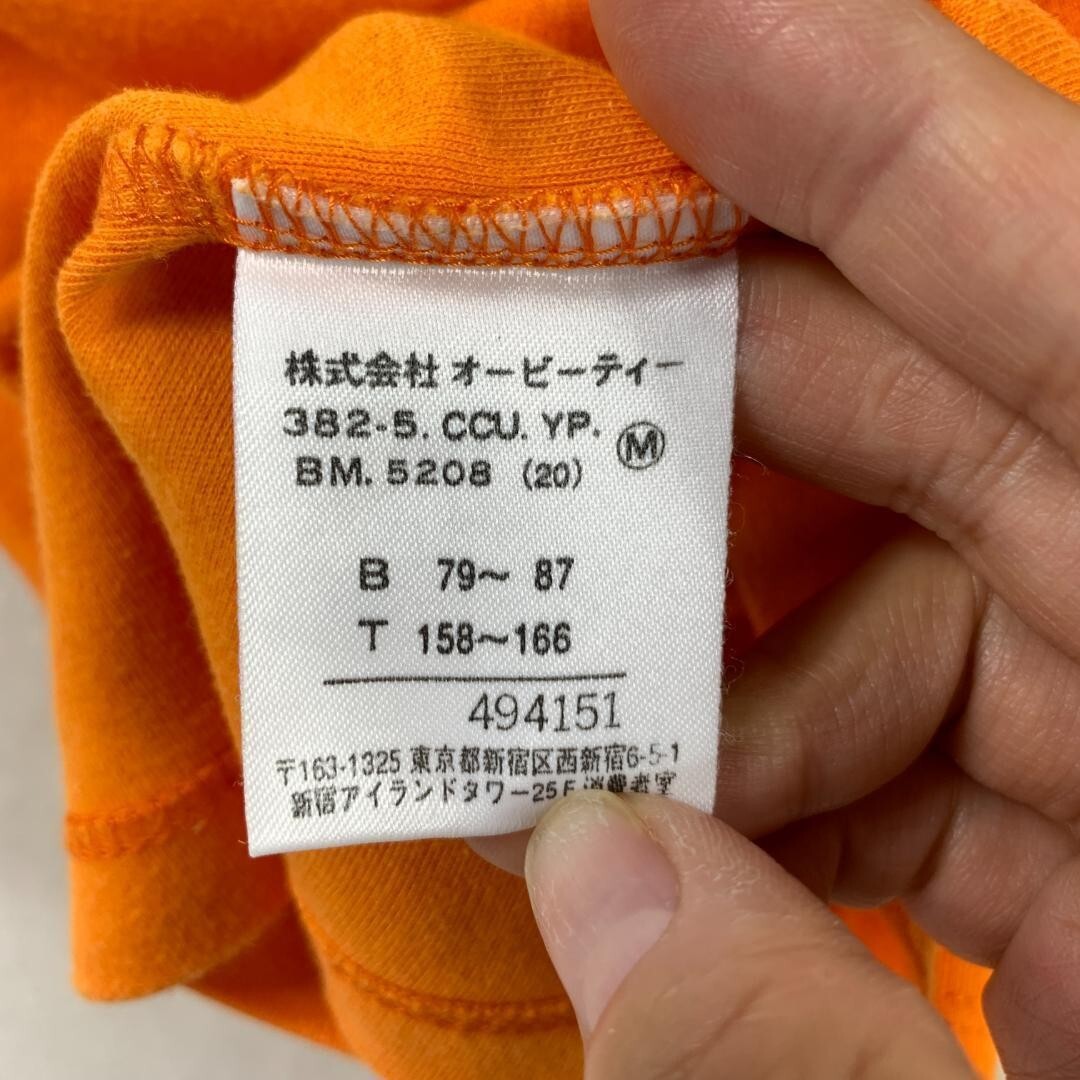 株式会社 オービーティー
382-5. CCU. YP. Ⓜ
BM. 5208 (20)
B 79〜 87
T 158〜166
494151
〒163-1325 東京都新宿区西新宿6-5-1
新宿アイランドタワー25F 消費者室